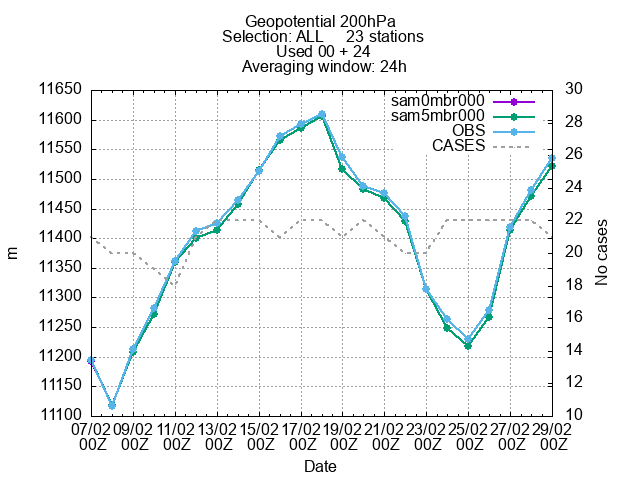 Geopotential 200hPa
Selection: ALL 23 stations
Used 00 + 24
Averaging window: 24h
sam0mbr000
sam5mbr000
OBS
CASES
11650
11600
11550
11500
11450
11400
11350
11300
11250
11200
11150
11100
m
30
28
26
24
22
20
18
16
14
12
10
No cases
07/02 09/02 11/02 13/02 15/02 17/02 19/02 21/02 23/02 25/02 27/02 29/02
00Z 00Z 00Z 00Z 00Z 00Z 00Z 00Z 00Z 00Z 00Z 00Z
Date